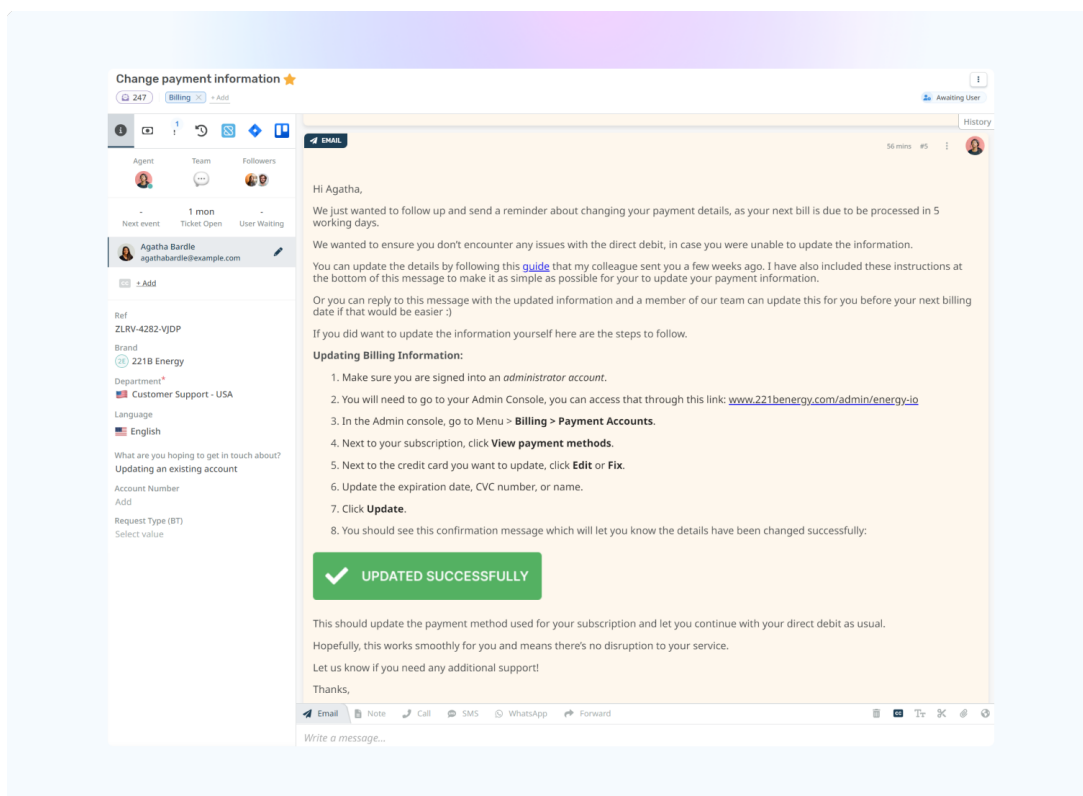 Change payment information
247 Billing × + Add
Awaiting User
History
1
Agent Team Followers
- 1 mon -
Next event Ticket Open User Waiting
Agatha Bardle
agathabardle@example.com
CC + Add
Ref
ZLRV-4282-VJDP
Brand
2E 221B Energy
Department*
Customer Support - USA
Language
English
What are you hoping to get in touch about?
Updating an existing account
Account Number
Add
Request Type (BT)
Select value
EMAIL
56 mins #5
Hi Agatha,
We just wanted to follow up and send a reminder about changing your payment details, as your next bill is due to be processed in 5
working days.
We wanted to ensure you don't encounter any issues with the direct debit, in case you were unable to update the information.
You can update the details by following this guide that my colleague sent you a few weeks ago. I have also included these instructions at
the bottom of this message to make it as simple as possible for your to update your payment information.
Or you can reply to this message with the updated information and a member of our team can update this for you before your next billing
date if that would be easier :)
If you did want to update the information yourself here are the steps to follow.
Updating Billing Information:
1. Make sure you are signed into an administrator account.
2. You will need to go to your Admin Console, you can access that through this link: www.221benergy.com/admin/energy-io
3. In the Admin console, go to Menu > Billing > Payment Accounts.
4. Next to your subscription, click View payment methods.
5. Next to the credit card you want to update, click Edit or Fix.
6. Update the expiration date, CVC number, or name.
7. Click Update.
8. You should see this confirmation message which will let you know the details have been changed successfully:
UPDATED SUCCESSFULLY
This should update the payment method used for your subscription and let you continue with your direct debit as usual.
Hopefully, this works smoothly for you and means there's no disruption to your service.
Let us know if you need any additional support!
Thanks,
Email Note Call SMS WhatsApp Forward
CC
Write a message...